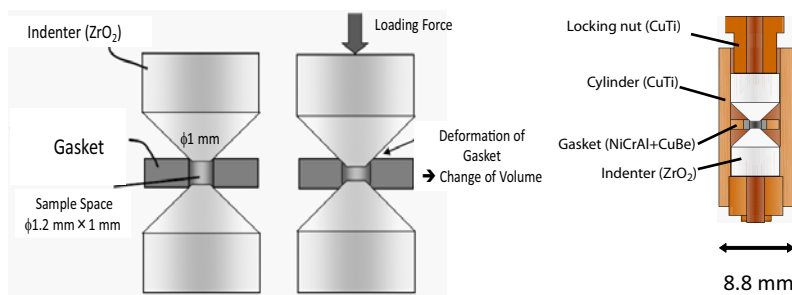 Indenter (ZrO2)
Loading Force
Gasket
ϕ1 mm
Sample Space
ϕ1.2 mm × 1 mm
Deformation of
Gasket
➔ Change of Volume
Locking nut (CuTi)
Cylinder (CuTi)
Gasket (NiCrAl+CuBe)
Indenter (ZrO2)
8.8 mm